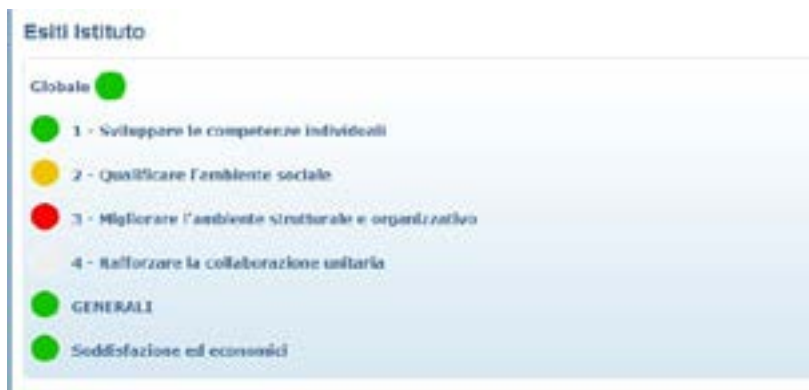 Esiti Istituto
Globale
1 - Sviluppare le competenze individuali
2 - Qualificare l'ambiente sociale
3 - Migliorare l'ambiente strutturale e organizzativo
4 - Rafforzare la collaborazione unitaria
GENERALI
Soddisfazione ed economici